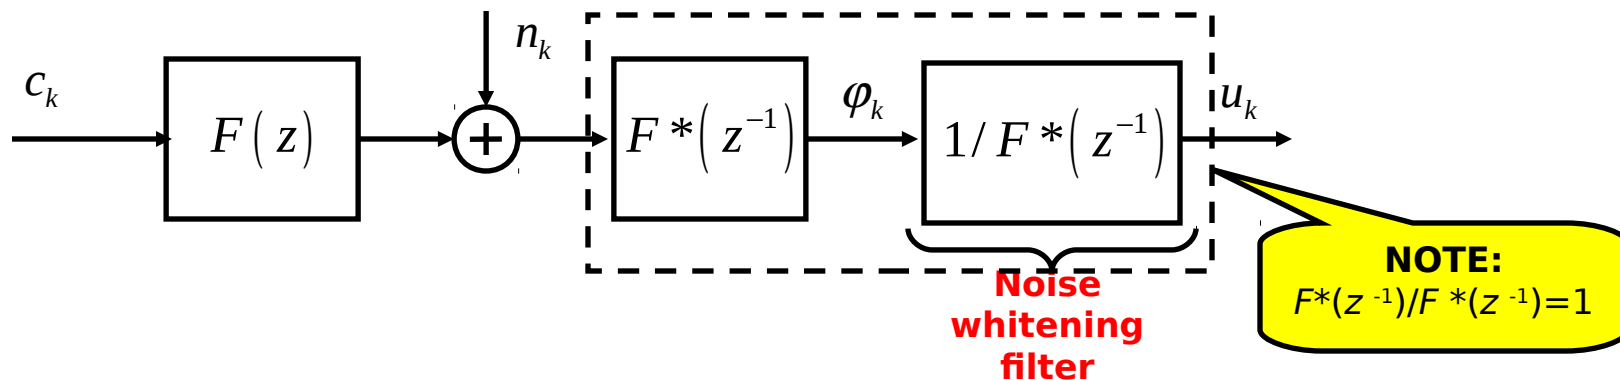 c_k
F(z)
n_k
+
F*(z^{-1})
φ_k
1/F*(z^{-1})
u_k
Noise
whitening
filter
NOTE:
F*(z ^{-1})/F *(z ^{-1})=1